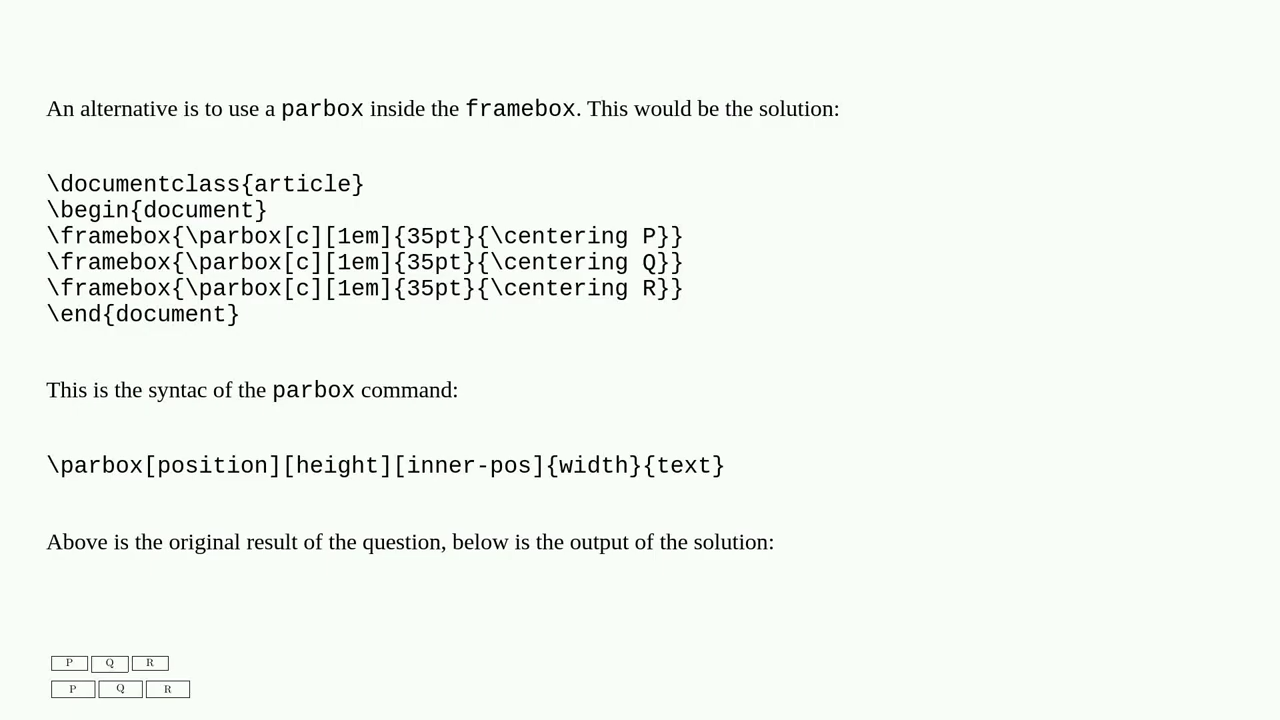 An alternative is to use a parbox inside the framebox. This would be the solution:
\documentclass{article}
\begin{document}
\framebox{\parbox[c][1em]{35pt}{\centering P}}
\framebox{\parbox[c][1em]{35pt}{\centering Q}}
\framebox{\parbox[c][1em]{35pt}{\centering R}}
\end{document}
This is the syntac of the parbox command:
\parbox[position][height][inner-pos]{width}{text}
Above is the original result of the question, below is the output of the solution:
P Q R
P Q R